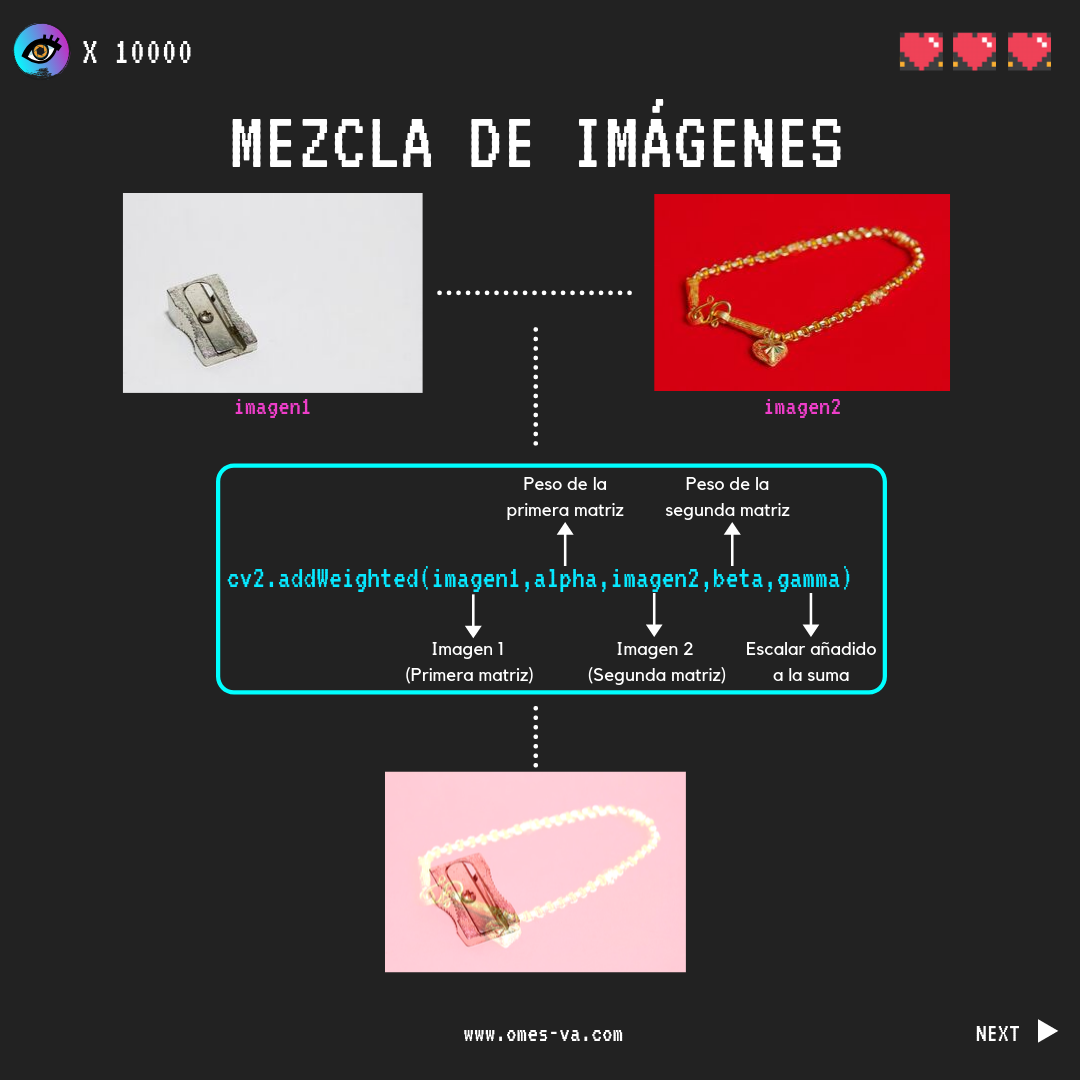 X 10000
MEZCLA DE IMÁGENES
imagen1
imagen2
Peso de la
primera matriz
Peso de la
segunda matriz
cv2.addWeighted(imagen1,alpha,imagen2,beta,gamma)
Imagen 1
(Primera matriz)
Imagen 2
(Segunda matriz)
Escalar añadido
a la suma
www.omes-va.com
NEXT